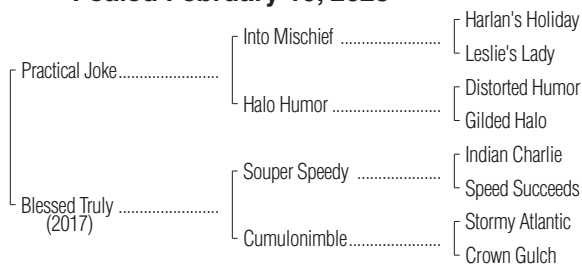 Foaled February
Harlan's Holiday
Into Mischief
Leslie's Lady
Practical Joke
Distorted Humor
Halo Humor
Gilded Halo
Indian Charlie
Souper Speedy
Speed Succeeds
Blessed Truly
(2017)
Stormy Atlantic
Cumulonimble
Crown Gulch